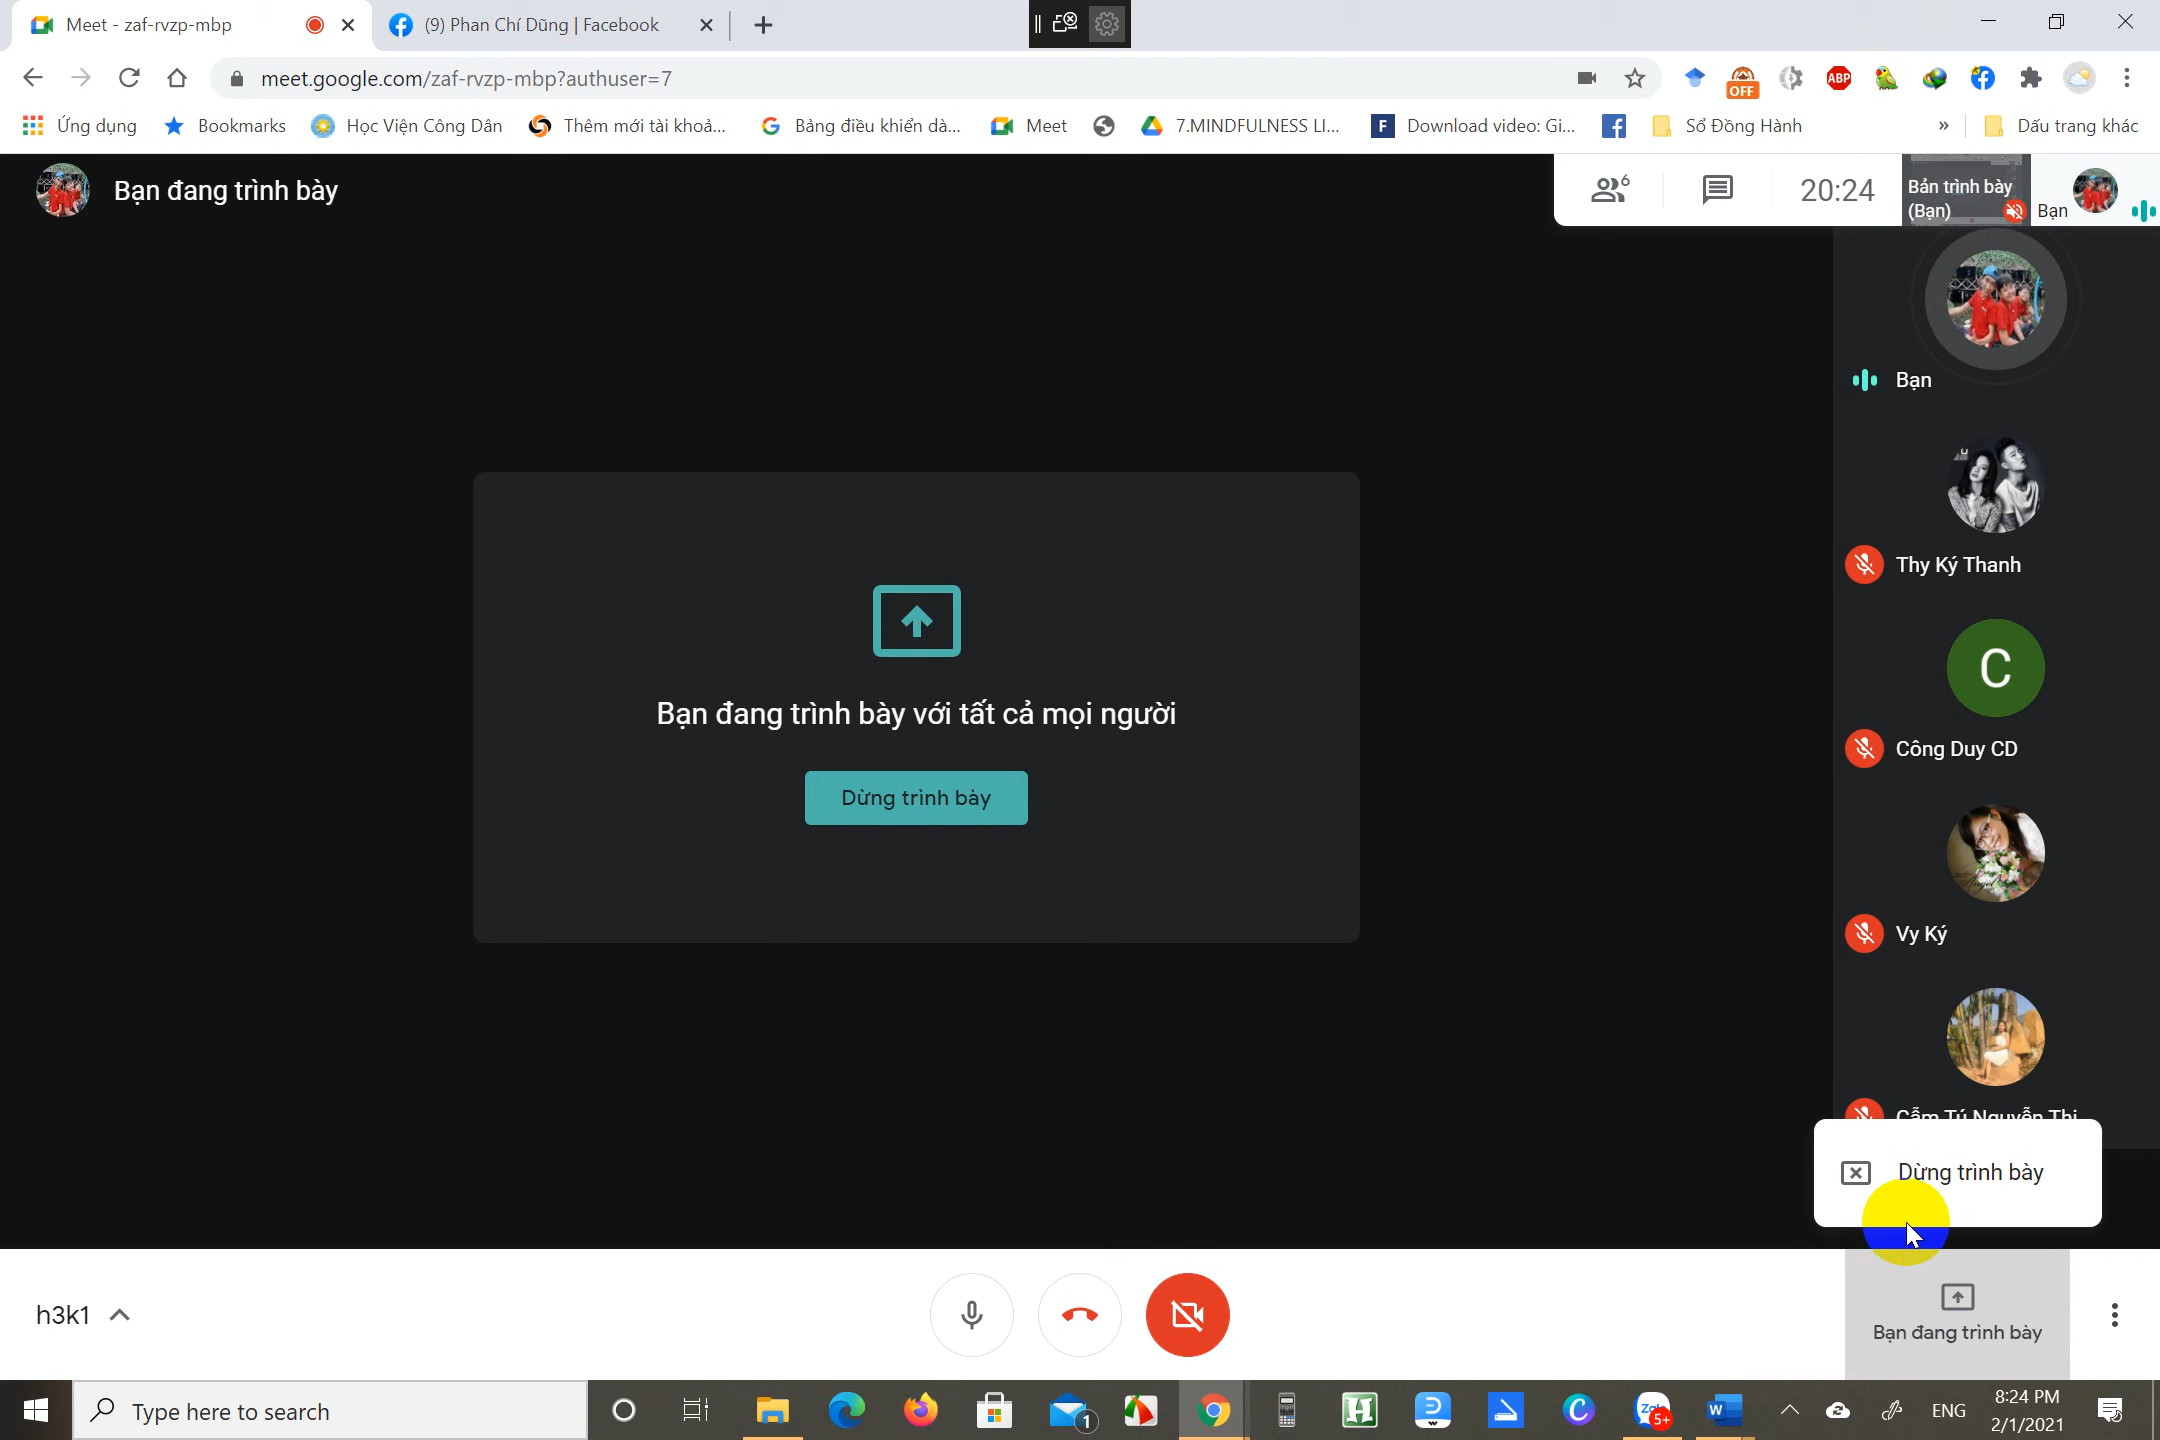 Meet - zaf-rvzp-mbp
(9) Phan Chí Dũng | Facebook
meet.google.com/zaf-rvzp-mbp?authuser=7
OFF
ABP
Ứng dụng
Bookmarks
Học Viện Công Dân
Thêm mới tài khoả...
Bảng điều khiển dà...
Meet
7.MINDFULNESS LI...
Download video: Gi...
Sổ Đồng Hành
»
Dấu trang khác
Bạn đang trình bày
6
20:24
Bản trình bày
(Bạn)
Bạn
Bạn
Thy Ký Thanh
C
Công Duy CD
Vy Ký
Cẩm Tú Nguyễn Thị
Bạn đang trình bày với tất cả mọi người
Dừng trình bày
Dừng trình bày
h3k1
Bạn đang trình bày
Type here to search
1
5+
ENG
8:24 PM
2/1/2021